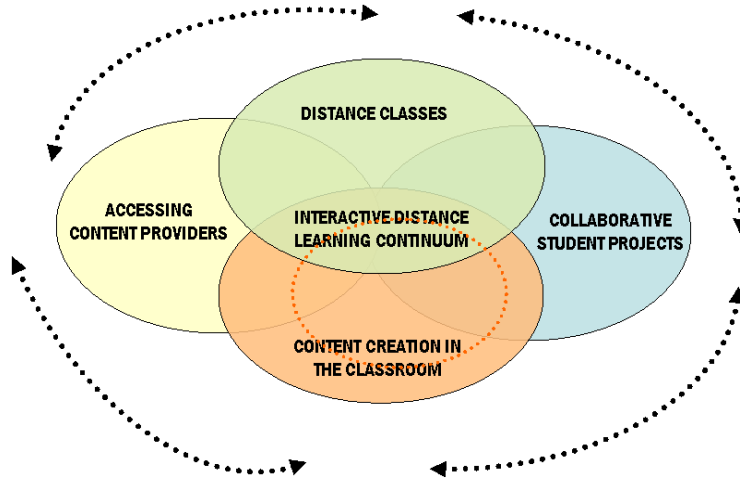 DISTANCE CLASSES
ACCESSING
CONTENT PROVIDERS
INTERACTIVE DISTANCE
LEARNING CONTINUUM
COLLABORATIVE
STUDENT PROJECTS
CONTENT CREATION IN
THE CLASSROOM